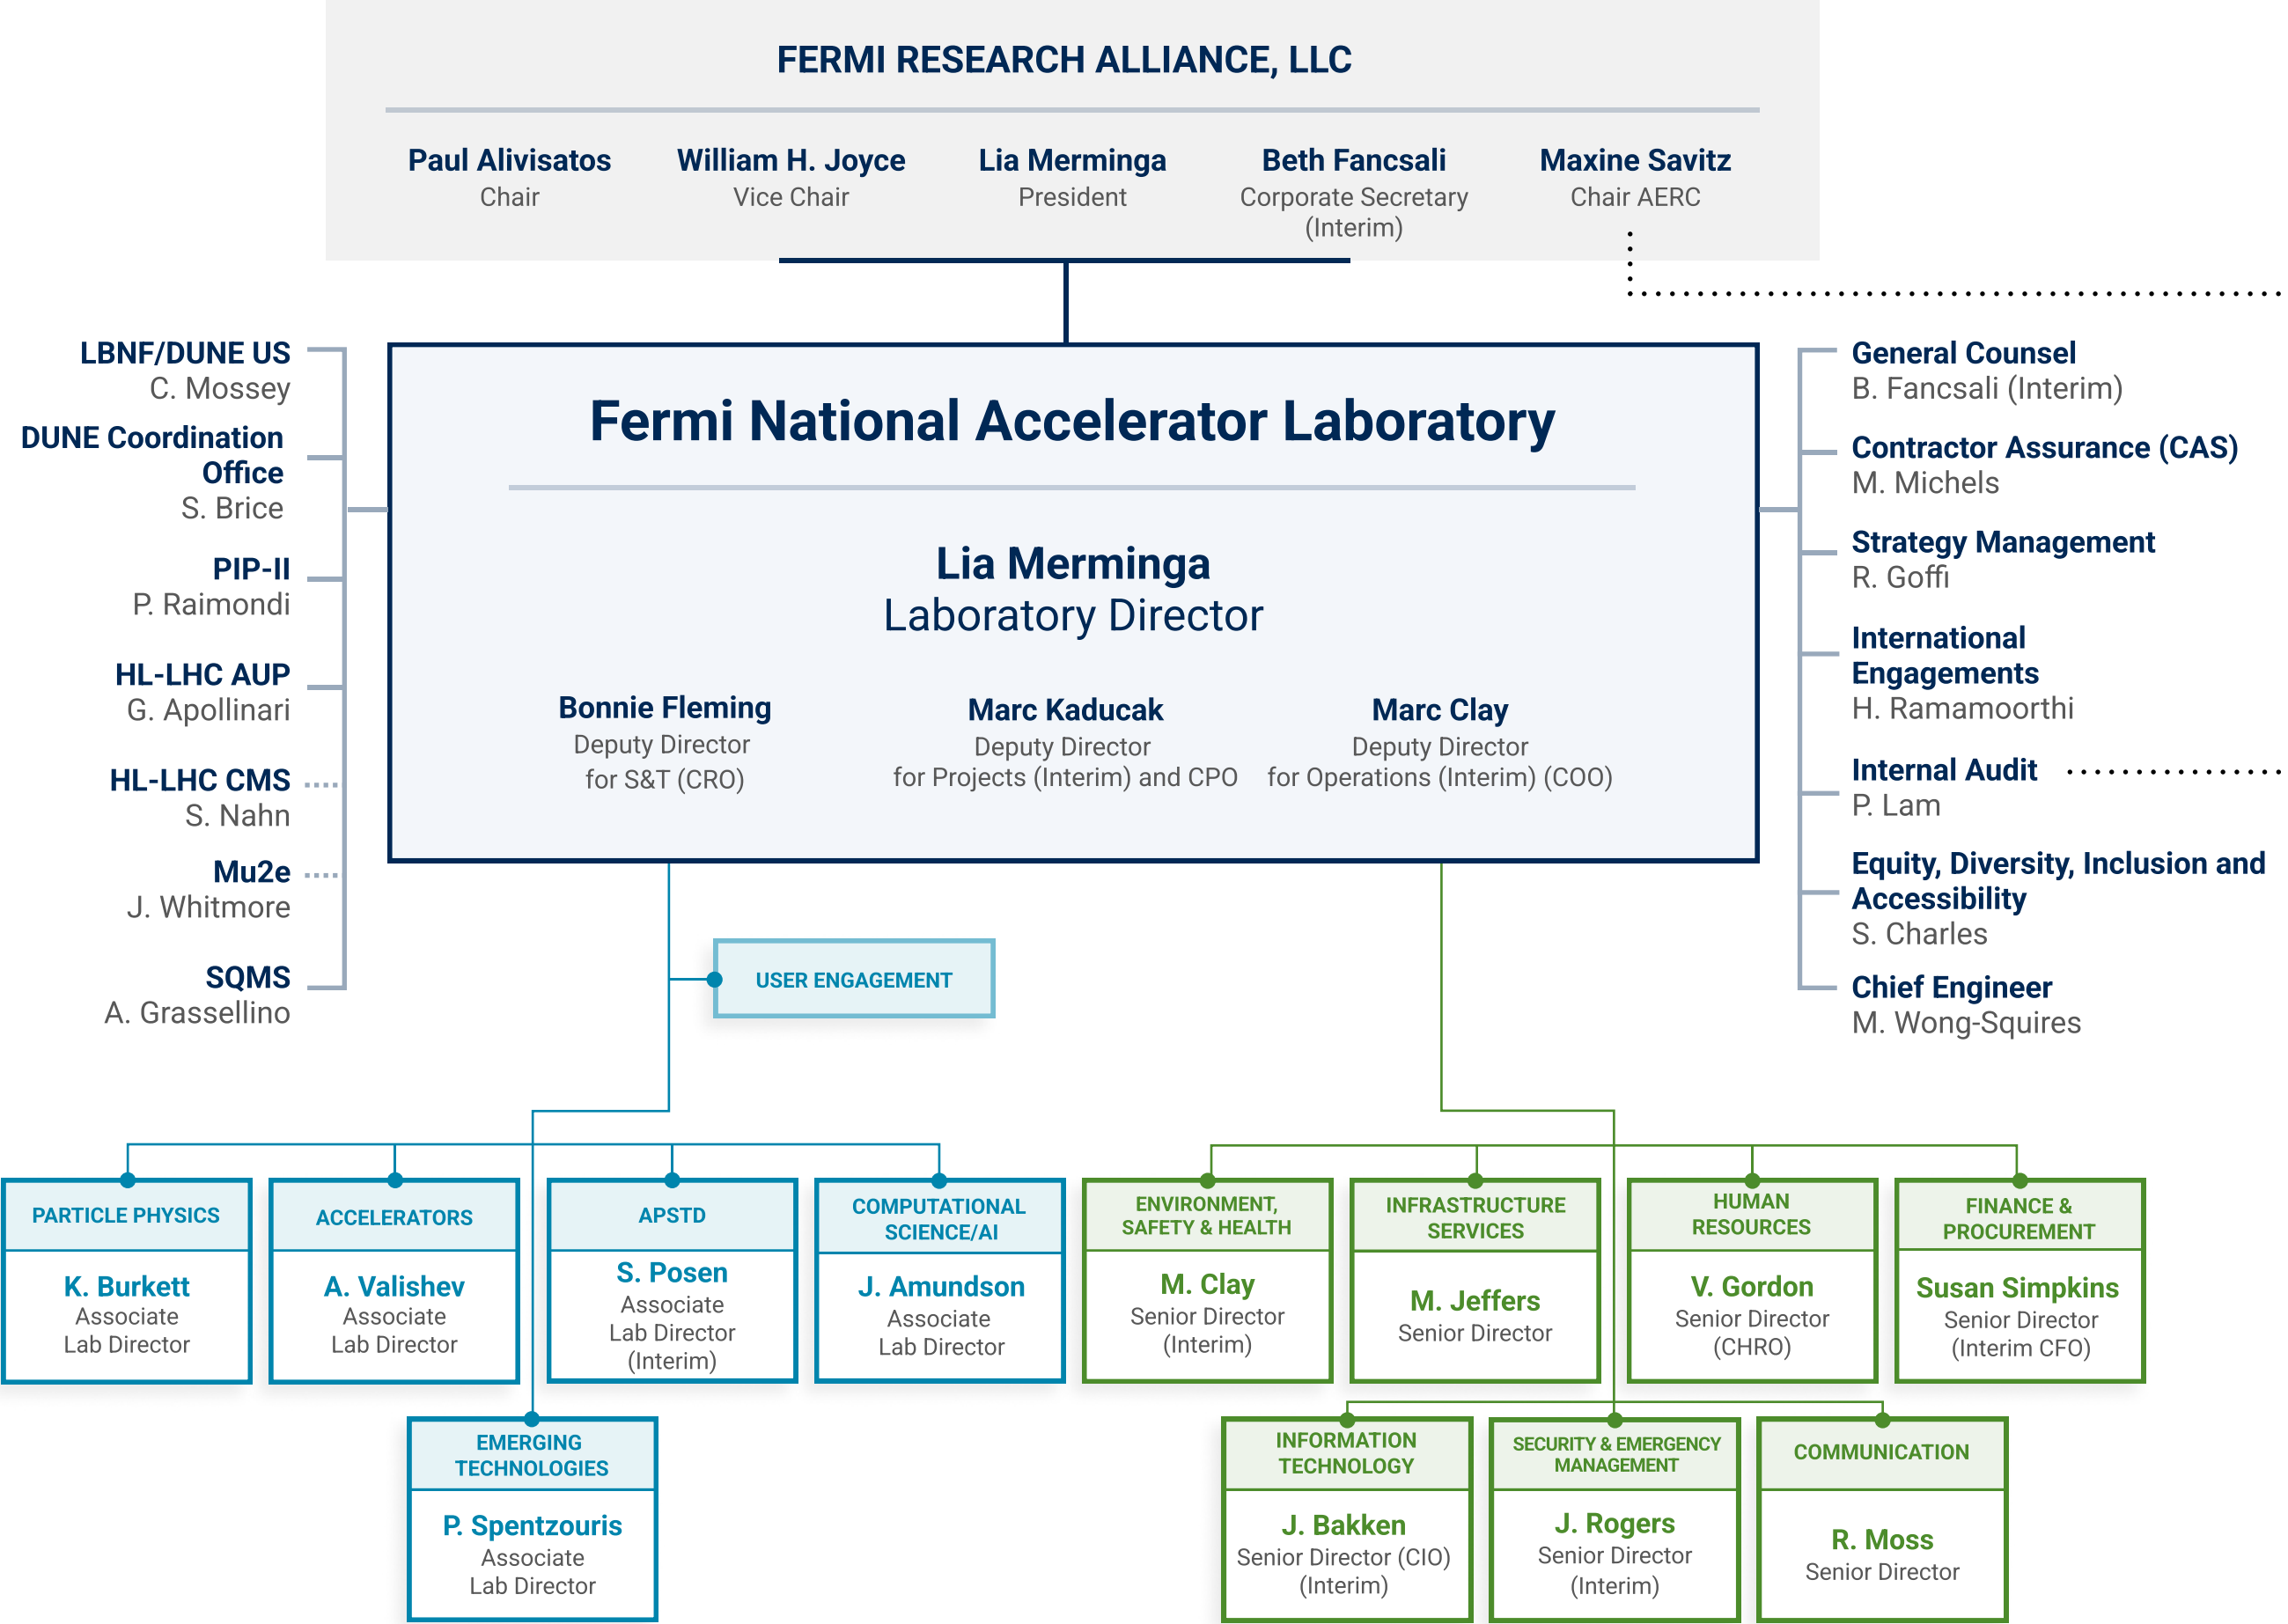 FERMI RESEARCH ALLIANCE, LLC
Paul Alivisatos
Chair
William H. Joyce
Vice Chair
Lia Merminga
President
Beth Fancsali
Corporate Secretary
(Interim)
Maxine Savitz
Chair AERC
LBNF/DUNE US
C. Mossey
DUNE Coordination
Office
S. Brice
PIP-II
P. Raimondi
HL-LHC AUP
G. Apollinari
HL-LHC CMS
S. Nahn
Mu2e
J. Whitmore
SQMS
A. Grassellino
Fermi National Accelerator Laboratory
Lia Merminga
Laboratory Director
Bonnie Fleming
Deputy Director
for S&T (CRO)
Marc Kaducak
Deputy Director
for Projects (Interim) and CPO
Marc Clay
Deputy Director
for Operations (Interim) (COO)
General Counsel
B. Fancsali (Interim)
Contractor Assurance (CAS)
M. Michels
Strategy Management
R. Goffi
International
Engagements
H. Ramamoorthi
Internal Audit
P. Lam
Equity, Diversity, Inclusion and
Accessibility
S. Charles
Chief Engineer
M. Wong-Squires
USER ENGAGEMENT
PARTICLE PHYSICS
K. Burkett
Associate
Lab Director
ACCELERATORS
A. Valishev
Associate
Lab Director
APSTD
S. Posen
Associate
Lab Director
(Interim)
COMPUTATIONAL
SCIENCE/AI
J. Amundson
Associate
Lab Director
ENVIRONMENT,
SAFETY & HEALTH
M. Clay
Senior Director
(Interim)
INFRASTRUCTURE
SERVICES
M. Jeffers
Senior Director
HUMAN
RESOURCES
V. Gordon
Senior Director
(CHRO)
FINANCE &
PROCUREMENT
Susan Simpkins
Senior Director
(Interim CFO)
EMERGING
TECHNOLOGIES
P. Spentzouris
Associate
Lab Director
INFORMATION
TECHNOLOGY
J. Bakken
Senior Director (CIO)
(Interim)
SECURITY & EMERGENCY
MANAGEMENT
J. Rogers
Senior Director
(Interim)
COMMUNICATION
R. Moss
Senior Director